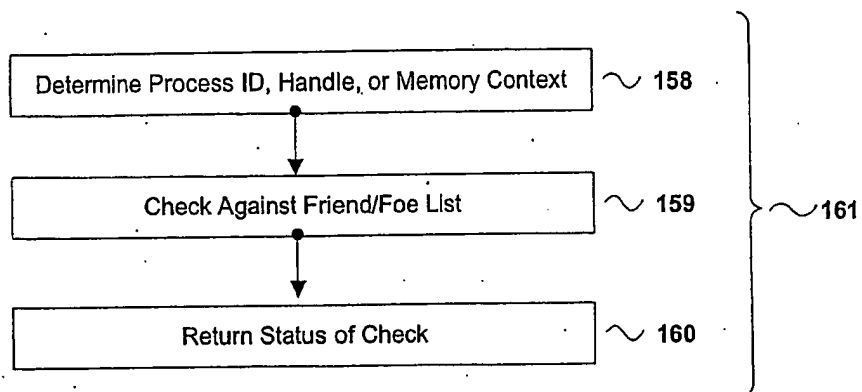 Determine Process ID, Handle, or Memory Context 158
Check Against Friend/Foe List 159
161
Return Status of Check 160